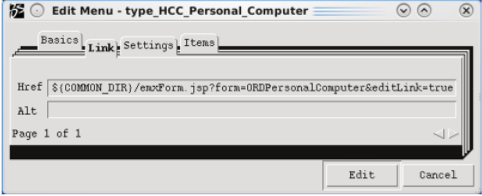 Edit Menu - type_HCC_Personal_Computer
Basics Link Settings Items
Href ${COMMON_DIR}/emxForm.jsp?form=ORDPersonalComputer&editLink=true
Alt
Page 1 of 1
Edit Cancel